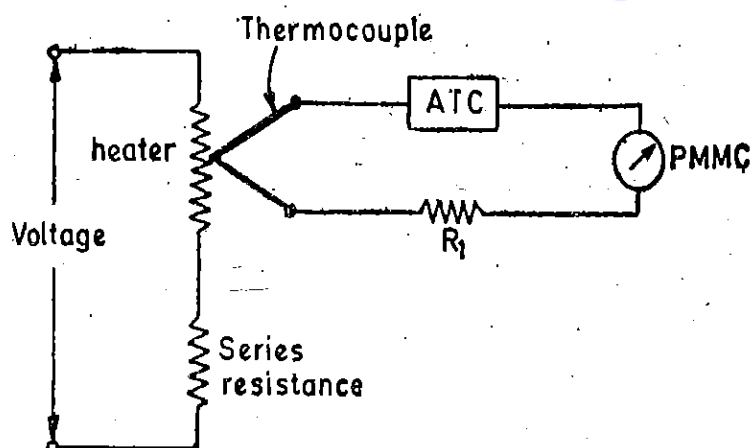 Thermocouple
ATC
heater
PMMC
Voltage
R1
Series
resistance